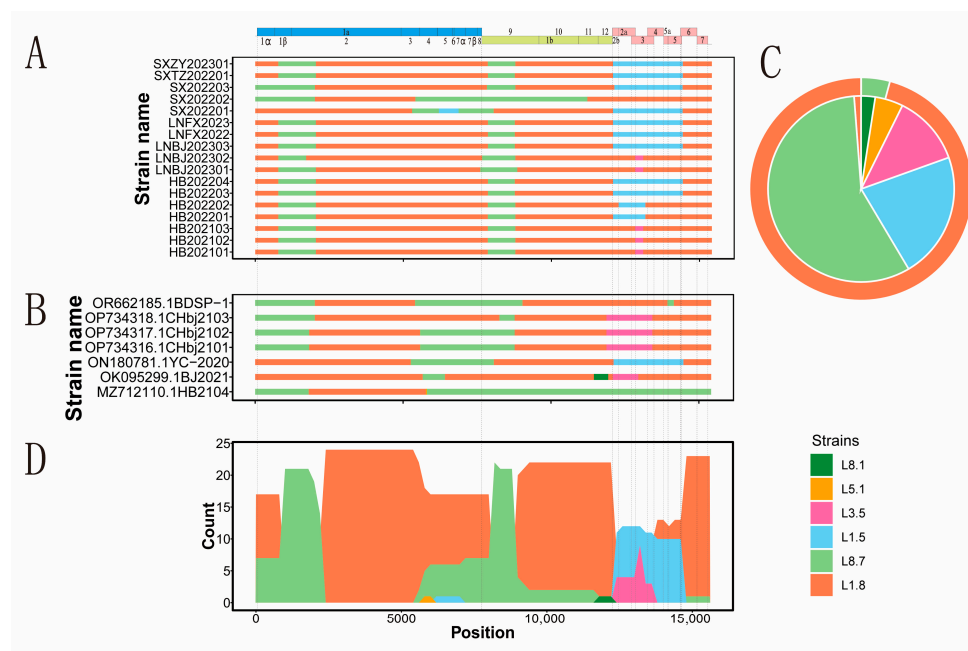 A
1a
1α 1β 2 3 4 5 6 7α 7β 8
9 10 11 12
1b
2a 4 5a 6
2b 3 5 7
C
Strain name
SXZY202301
SXTZ202201
SX202203
SX202202
SX202201
LNFX2023
LNFX2022
LNBJ202303
LNBJ202302
LNBJ202301
HB202204
HB202203
HB202202
HB202201
HB202103
HB202102
HB202101
B
Strain name
OR662185.1BDSP−1
OP734318.1CHbj2103
OP734317.1CHbj2102
OP734316.1CHbj2101
ON180781.1YC−2020
OK095299.1BJ2021
MZ712110.1HB2104
D
Count
25
20
15
10
5
0
0 5000 10,000 15,000
Position
Strains
L8.1
L5.1
L3.5
L1.5
L8.7
L1.8